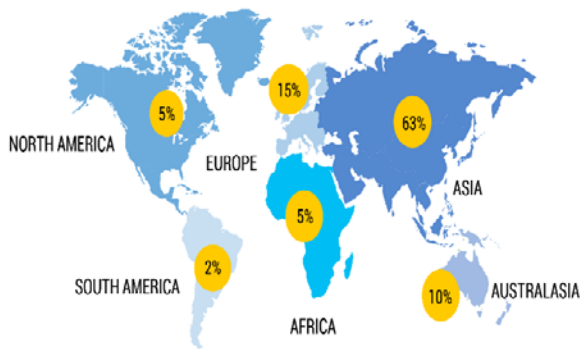 15%
5%
63%
NORTH AMERICA
EUROPE
ASIA
5%
2%
SOUTH AMERICA
10%
AUSTRALASIA
AFRICA